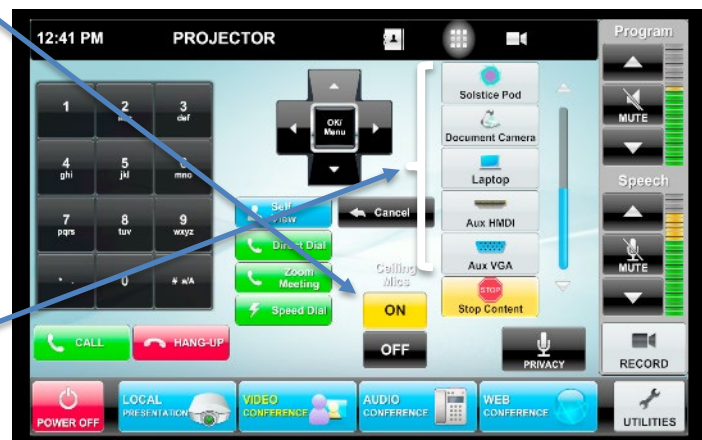 12:41 PM PROJECTOR Program
1 2 abc 3 def
4 ghi 5 jkl 6 mno
7 pqrs 8 tuv 9 wxyz
0 #
OK/
Menu
Self
View
Cancel
Direct Dial
Zoom
Meeting
Speed Dial
Ceiling
Mics
ON
OFF
Solstice Pod
Document Camera
Laptop
Aux HDMI
Aux VGA
STOP
Stop Content
MUTE
Speech
MUTE
CALL HANG-UP
PRIVACY
RECORD
POWER OFF
LOCAL
PRESENTATION
VIDEO
CONFERENCE
AUDIO
CONFERENCE
WEB
CONFERENCE
UTILITIES